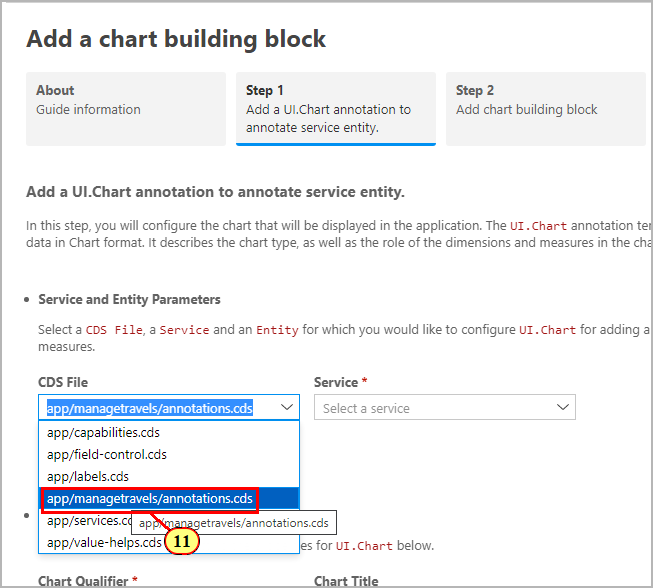 Add a chart building block
About
Guide information
Step 1
Add a UI.Chart annotation to
annotate service entity.
Step 2
Add chart building block
Add a UI.Chart annotation to annotate service entity.
In this step, you will configure the chart that will be displayed in the application. The UI.Chart annotation
data in Chart format. It describes the chart type, as well as the role of the dimensions and measures in the
• Service and Entity Parameters
Select a CDS File, a Service and an Entity for which you would like to configure UI.Chart for adding a
measures.
CDS File
Service *
app/managetravels/annotations.cds
Select a service
app/capabilities.cds
app/field-control.cds
app/labels.cds
app/managetravels/annotations.cds
app/services.cds
app/managetravels/annotations.cds
app/value-helps.cds
11
for UI.Chart below.
Chart Qualifier *
Chart Title